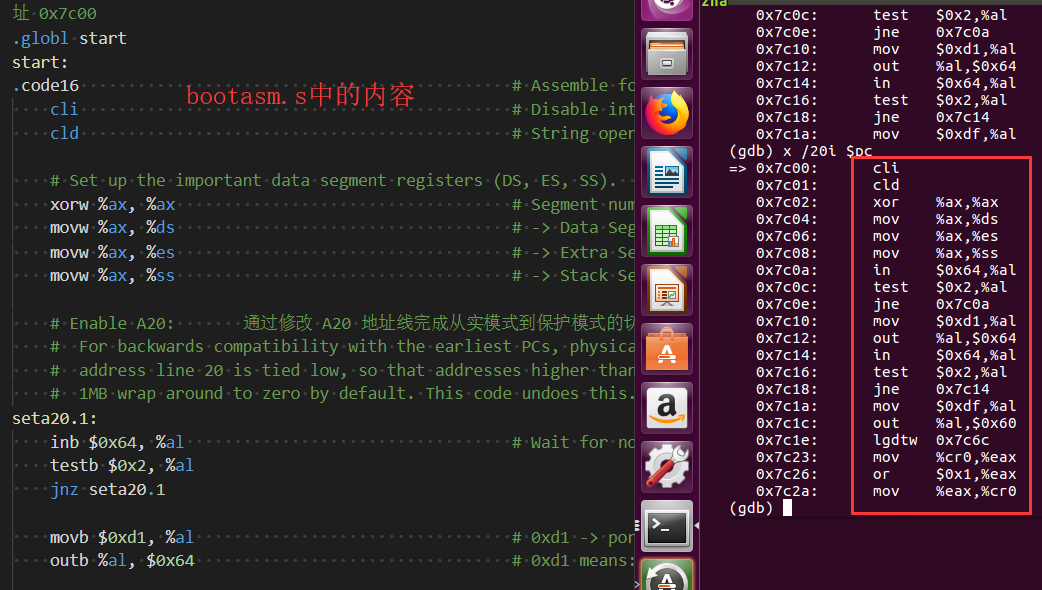 址 0x7c00
.globl start
start:
.code16 # Assemble fo
cli # Disable int
cld # String oper
# Set up the important data segment registers (DS, ES, SS).
xorw %ax, %ax # Segment num
movw %ax, %ds # -> Data Seg
movw %ax, %es # -> Extra Se
movw %ax, %ss # -> Stack Se
# Enable A20: 通过修改 A20 地址线完成从实模式到保护模式的切
# For backwards compatibility with the earliest PCs, physica
# address line 20 is tied low, so that addresses higher than
# 1MB wrap around to zero by default. This code undoes this.
seta20.1:
inb $0x64, %al # Wait for no
testb $0x2, %al
jnz seta20.1
movb $0xd1, %al # 0xd1 -> por
outb %al, $0x64 # 0xd1 means:
bootasm.s中的内容
zha
0x7c0c: test $0x2,%al
0x7c0e: jne 0x7c0a
0x7c10: mov $0xd1,%al
0x7c12: out %al,$0x64
0x7c14: in $0x64,%al
0x7c16: test $0x2,%al
0x7c18: jne 0x7c14
0x7c1a: mov $0xdf,%al
(gdb) x /20i $pc
=> 0x7c00: cli
0x7c01: cld
0x7c02: xor %ax,%ax
0x7c04: mov %ax,%ds
0x7c06: mov %ax,%es
0x7c08: mov %ax,%ss
0x7c0a: in $0x64,%al
0x7c0c: test $0x2,%al
0x7c0e: jne 0x7c0a
0x7c10: mov $0xd1,%al
0x7c12: out %al,$0x64
0x7c14: in $0x64,%al
0x7c16: test $0x2,%al
0x7c18: jne 0x7c14
0x7c1a: mov $0xdf,%al
0x7c1c: out %al,$0x60
0x7c1e: lgdtw 0x7c6c
0x7c23: mov %cr0,%eax
0x7c26: or $0x1,%eax
0x7c2a: mov %eax,%cr0
(gdb)